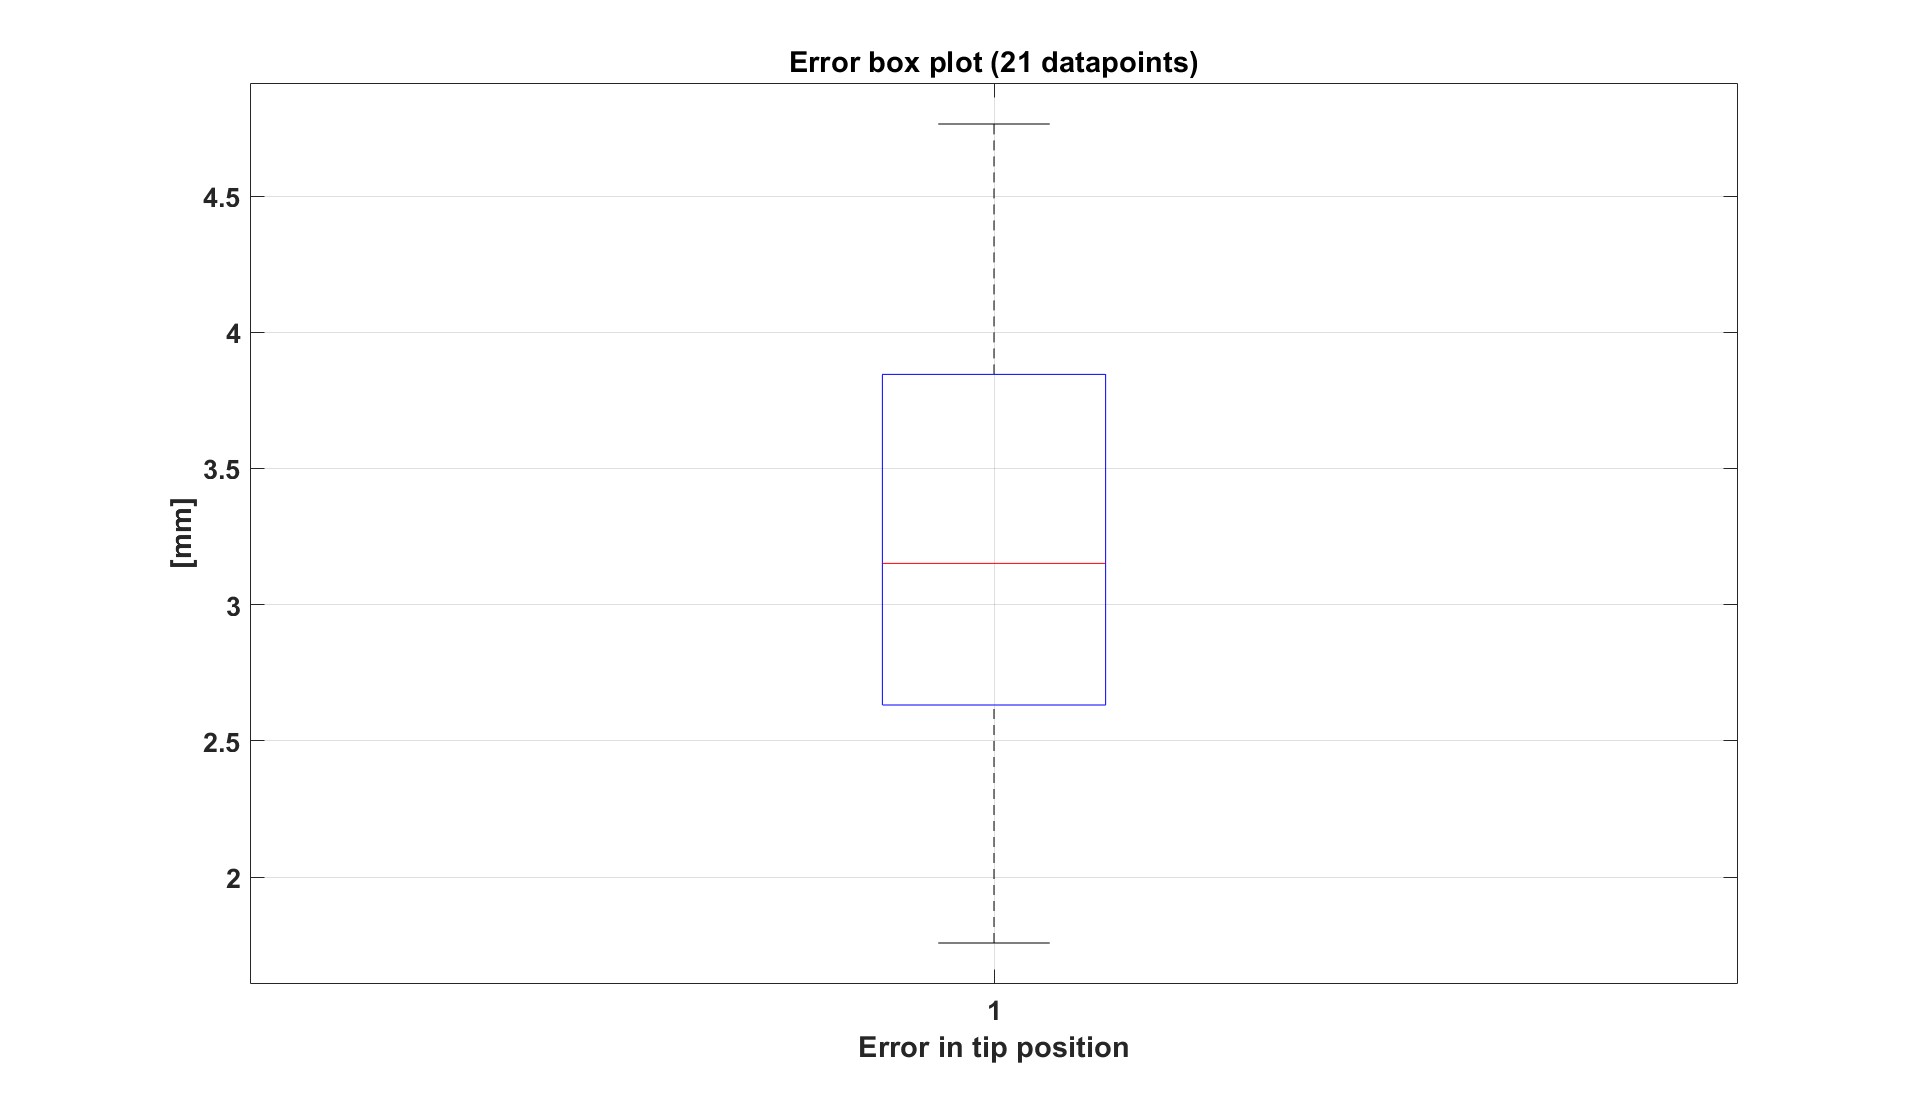 Error box plot (21 datapoints)
4.5
4
3.5
[mm]
3
2.5
2
1
Error in tip position